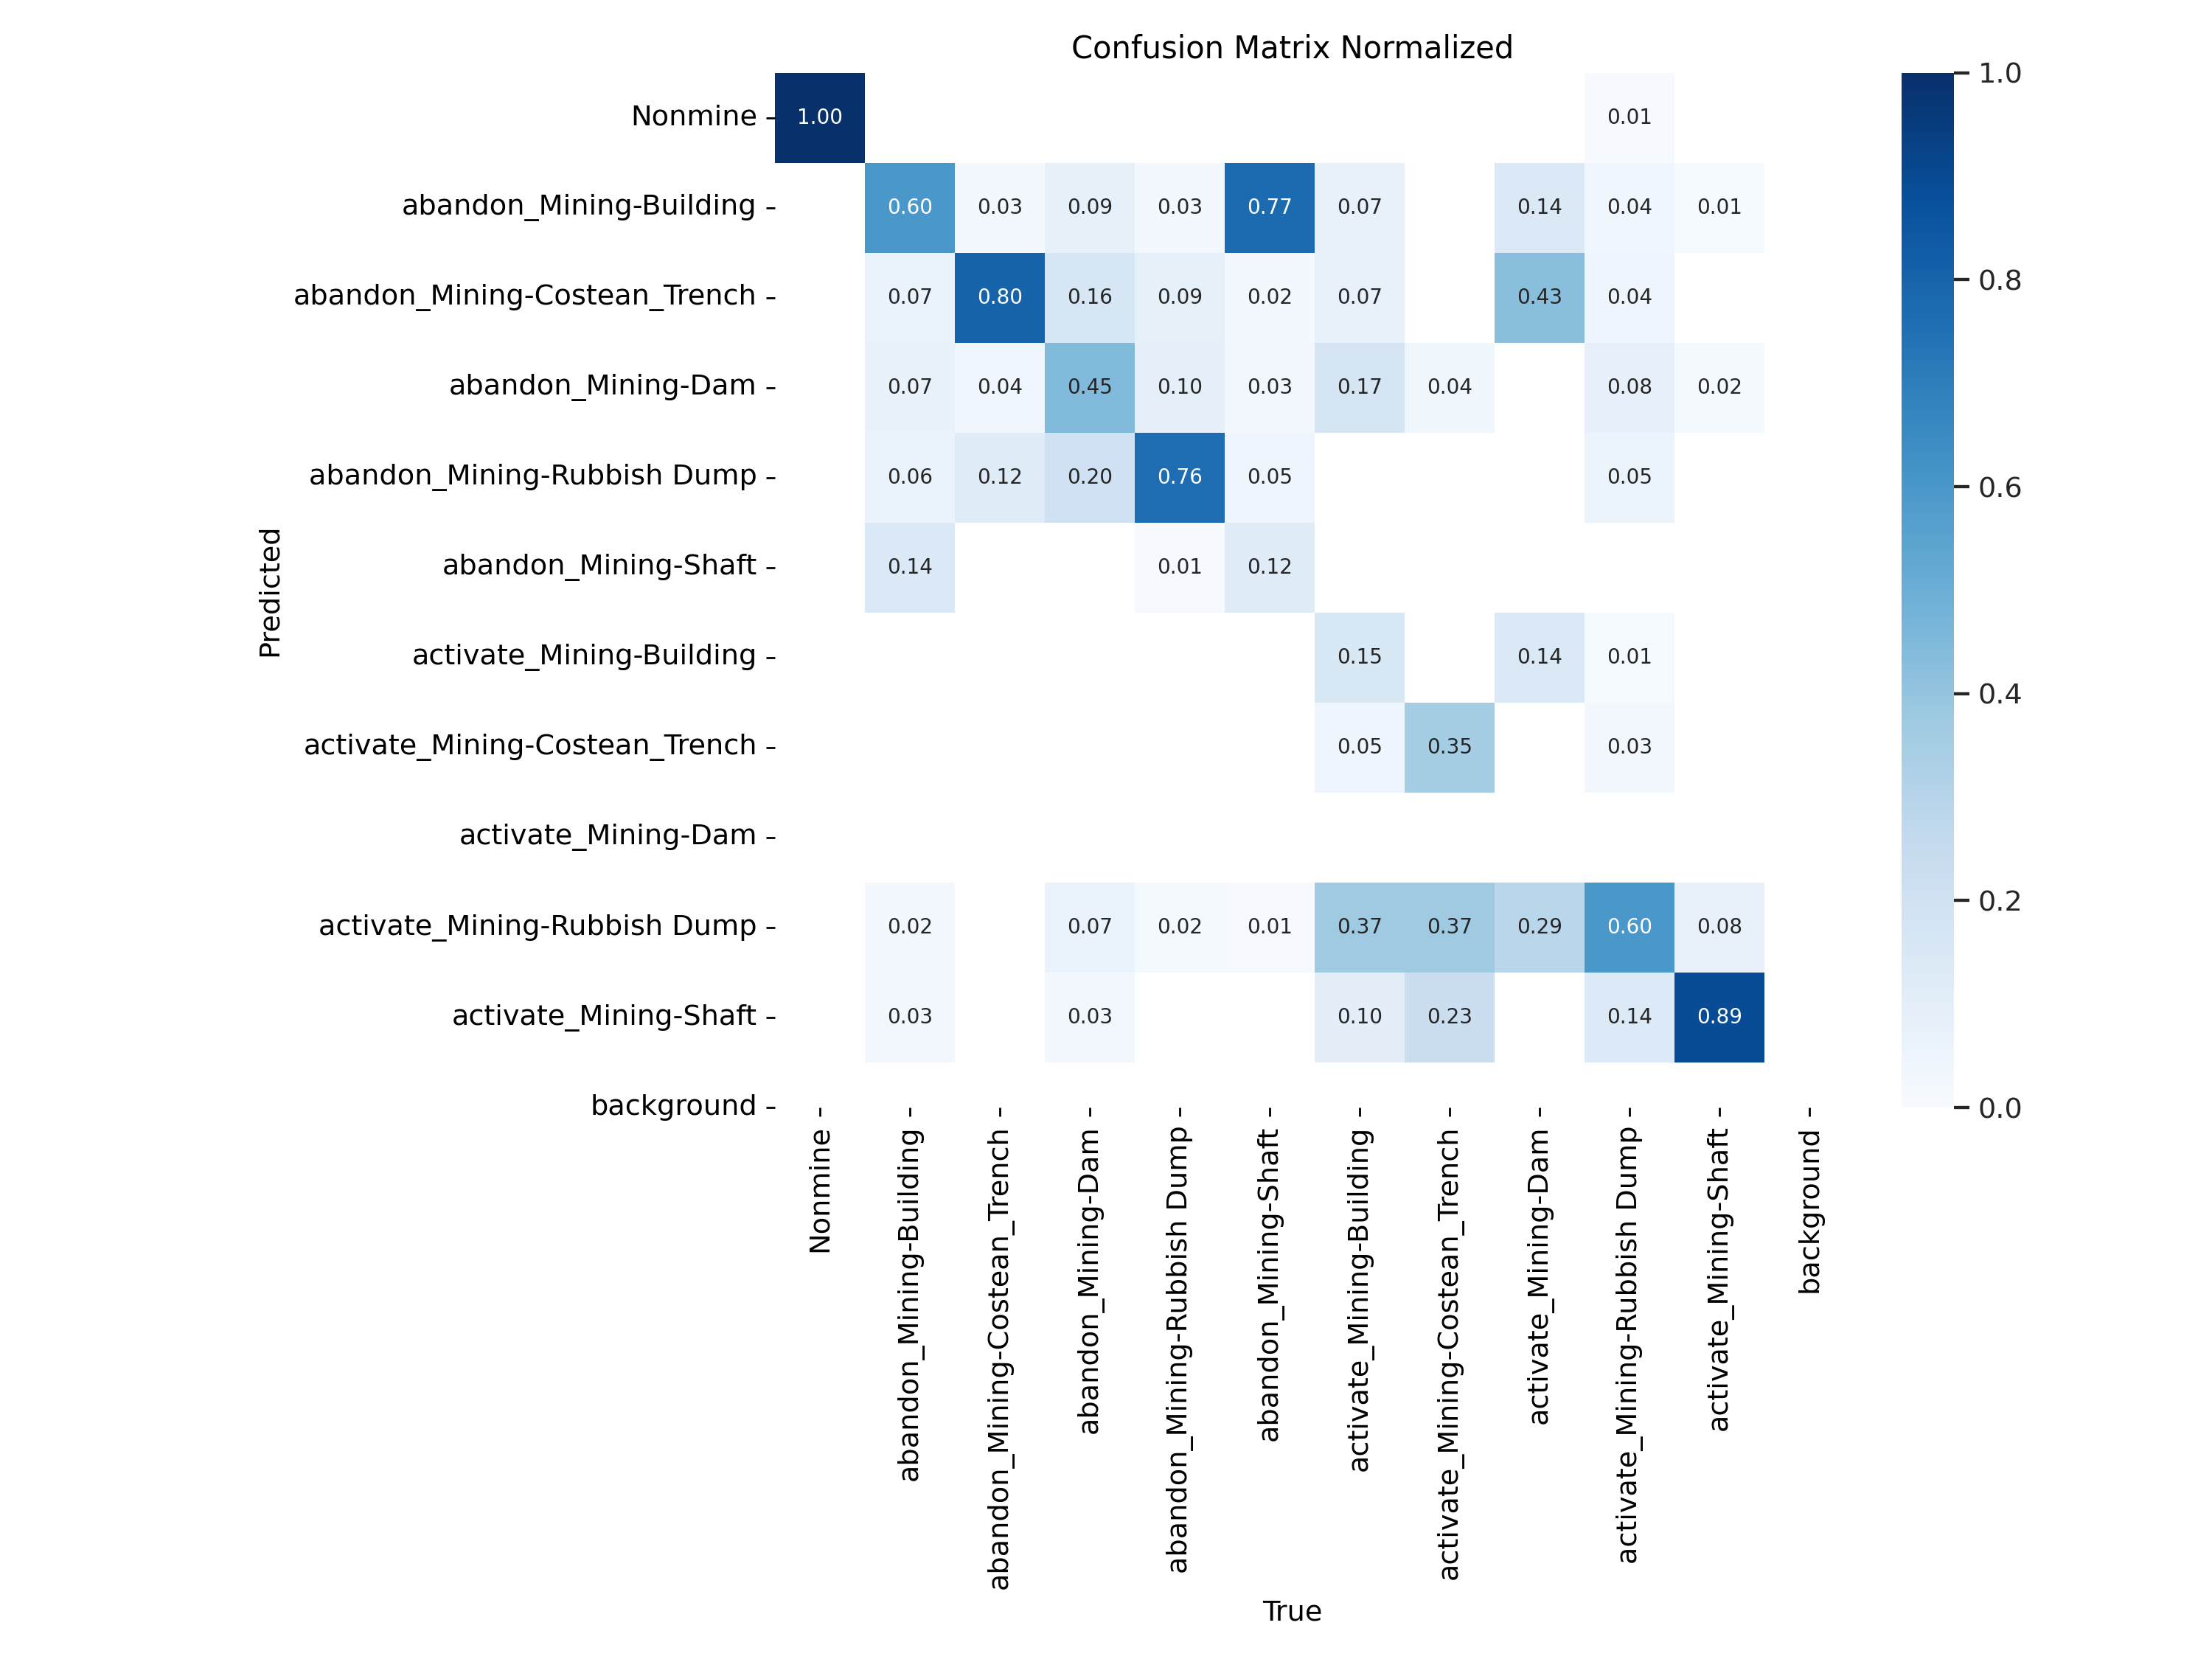 Confusion Matrix Normalized
Nonmine
1.00
0.01
abandon_Mining-Building
0.60 0.03 0.09 0.03 0.77 0.07 0.14 0.04 0.01
abandon_Mining-Costean_Trench
0.07 0.80 0.16 0.09 0.02 0.07 0.43 0.04
abandon_Mining-Dam
0.07 0.04 0.45 0.10 0.03 0.17 0.04 0.08 0.02
abandon_Mining-Rubbish Dump
0.06 0.12 0.20 0.76 0.05 0.05
abandon_Mining-Shaft
0.14 0.01 0.12
activate_Mining-Building
0.15 0.14 0.01
activate_Mining-Costean_Trench
0.05 0.35 0.03
activate_Mining-Dam
activate_Mining-Rubbish Dump
0.02 0.07 0.02 0.01 0.37 0.37 0.29 0.60 0.08
activate_Mining-Shaft
0.03 0.03 0.10 0.23 0.14 0.89
background
Predicted
Nonmine
abandon_Mining-Building
abandon_Mining-Costean_Trench
abandon_Mining-Dam
abandon_Mining-Rubbish Dump
abandon_Mining-Shaft
activate_Mining-Building
activate_Mining-Costean_Trench
activate_Mining-Dam
activate_Mining-Rubbish Dump
activate_Mining-Shaft
background
True
1.0
0.8
0.6
0.4
0.2
0.0